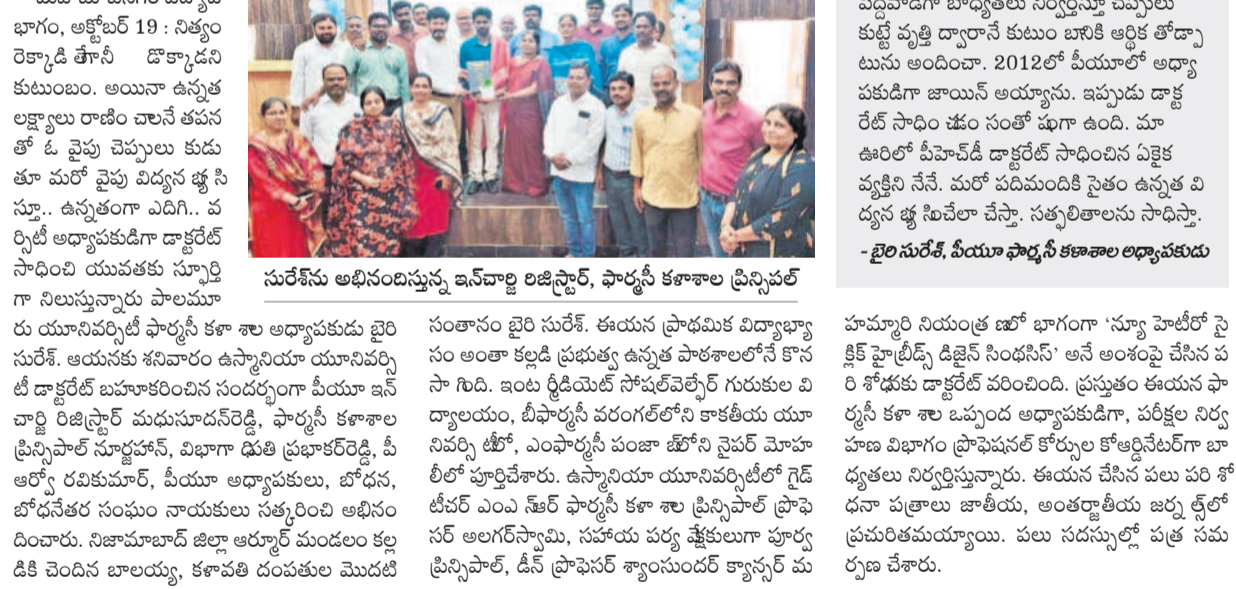 భాగం, అక్టోబర్ 19 : నిత్యం
రెక్కాడి తేగానీ డొక్కాడని
కుటుంబం. అయినా ఉన్నత
లక్ష్యాలు రాణిం చాలనే తపన
తో ఓ వైపు చెప్పులు కుడు
తూ మరో వైపు విద్యన భ్య సి
స్తూ.. ఉన్నతంగా ఎదిగి.. వ
ర్సిటీ అధ్యాపకుడిగా డాక్టరేట్
సాధించి యువతకు స్ఫూర్తి
గా నిలుస్తున్నారు పాలమూ
రు యూనివర్సిటీ ఫార్మసీ కళా శాల అధ్యాపకుడు బైరి
సురేశ్. ఆయనకు శనివారం ఉస్మానియా యూనివర్సి
టీ డాక్టరేట్ బహూకరించిన సందర్భంగా పీయూ ఇన్
చార్జి రిజిస్ట్రార్ మధుసూదన్‌రెడ్డి, ఫార్మసీ కళాశాల
ప్రిన్సిపాల్ నూర్జహాన్, విభాగా ధిపతి ప్రభాకర్‌రెడ్డి, పీ
ఆర్వో రవికుమార్, పీయూ అధ్యాపకులు, బోధన,
బోధనేతర సంఘం నాయకులు సత్కరించి అభినం
దించారు. నిజామాబాద్ జిల్లా ఆర్మూర్ మండలం కల్ల
డికి చెందిన బాలయ్య, కళావతి దంపతుల మొదటి
సురేశ్‌ను అభినందిస్తున్న ఇన్‌చార్జి రిజిస్ట్రార్, ఫార్మసీ కళాశాల ప్రిన్సిపల్
సంతానం బైరి సురేశ్. ఈయన ప్రాథమిక విద్యాభ్యా
సం అంతా కల్లడి ప్రభుత్వ ఉన్నత పాఠశాలలోనే కొన
సా గింది. ఇంట ర్మీడియెట్ సోషల్‌వెల్ఫేర్ గురుకుల వి
ద్యాలయం, బీఫార్మసీ వరంగల్‌లోని కాకతీయ యూ
నివర్సి టీలో, ఎంఫార్మసీ పంజా బ్‌లోని నైపర్ మోహ
లీలో పూర్తిచేశారు. ఉస్మానియా యూనివర్సిటీలో గైడ్
టీచర్ ఎంఎ న్‌ఆర్ ఫార్మసీ కళా శాల ప్రిన్సిపాల్ ప్రొఫె
సర్ అలగర్‌స్వామి, సహాయ పర్య వేక్షకులుగా పూర్వ
ప్రిన్సిపాల్, డీన్ ప్రొఫెసర్ శ్యాంసుందర్ క్యాన్సర్ మ
పెద్దవాడిగా బాధ్యతలు నిర్వర్తిస్తూ చెప్పులు
కుట్టే వృత్తి ద్వారానే కుటుం బానికి ఆర్థిక తోడ్పా
టును అందించా. 2012లో పీయూలో అధ్యా
పకుడిగా జాయిన్ అయ్యాను. ఇప్పుడు డాక్ట
రేట్ సాధిం చడం సంతో షంగా ఉంది. మా
ఊరిలో పీహెచ్‌డీ డాక్టరేట్ సాధించిన ఏకైక
వ్యక్తిని నేనే. మరో పదిమందికి సైతం ఉన్నత వి
ద్యన భ్య సించేలా చేస్తా. సత్ఫలితాలను సాధిస్తా.
- బైరి సురేశ్, పీయూ ఫార్మసీ కళాశాల అధ్యాపకుడు
హమ్మారి నియంత్ర ణలో భాగంగా ‘న్యూ హెటీరో సై
క్లిక్ హైబ్రీడ్స్ డిజైన్ సింథసిస్’ అనే అంశంపై చేసిన ప
రి శోధనకు డాక్టరేట్ వరించింది. ప్రస్తుతం ఈయన ఫా
ర్మసీ కళా శాల ఒప్పంద అధ్యాపకుడిగా, పరీక్షల నిర్వ
హణ విభాగం ప్రొఫెషనల్ కోర్సుల కోఆర్డినేటర్‌గా బా
ధ్యతలు నిర్వర్తిస్తున్నారు. ఈయన చేసిన పలు పరి శో
ధనా పత్రాలు జాతీయ, అంతర్జాతీయ జర్న ల్స్‌లో
ప్రచురితమయ్యాయి. పలు సదస్సుల్లో పత్ర సమ
ర్పణ చేశారు.